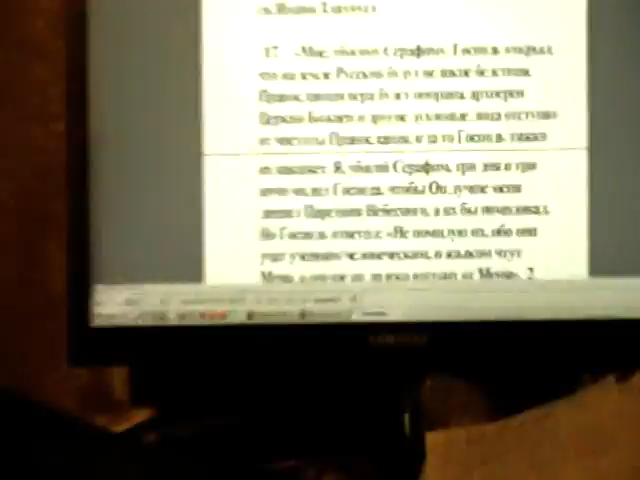 17. «Мне, убогому Серафиму, Господь открыл,
что на земле Русской будут великие бедствия.
Православная вера будет попрана, архиереи
Церкви Божией и другие духовные лица отступят
от чистоты Православия, и за то Господь тяжко
их накажет. Я, убогий Серафим, три дня и три
ночи молил Господа, чтобы Он лучше меня
лишил Царствия Небесного, а их бы помиловал.
Но Господь ответил: «Не помилую их, ибо они
учат учениям человеческим, и языком чтут
Меня, а сердце их далеко отстоит от Меня». 2